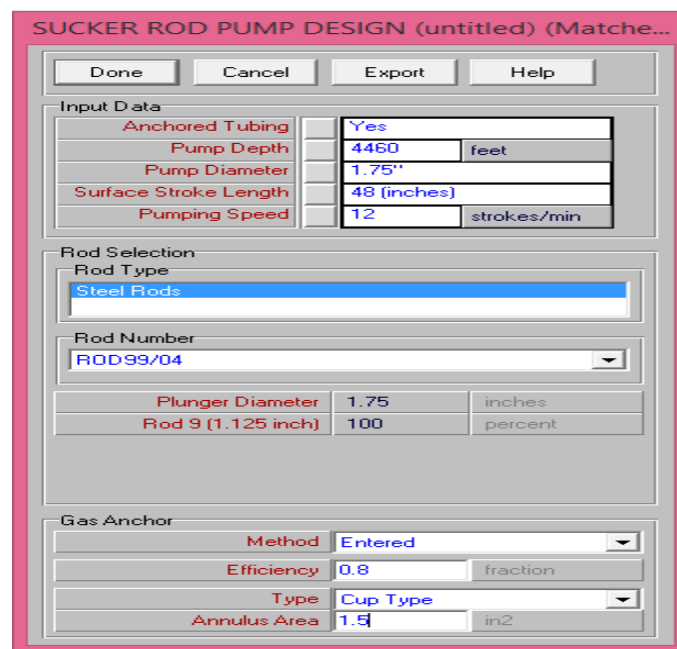 SUCKER ROD PUMP DESIGN (untitled) (Matche...
Done Cancel Export Help
Input Data
Anchored Tubing Yes
Pump Depth 4460 feet
Pump Diameter 1.75''
Surface Stroke Length 48 (inches)
Pumping Speed 12 strokes/min
Rod Selection
Rod Type
Steel Rods
Rod Number
ROD99/04
Plunger Diameter 1.75 inches
Rod 9 (1.125 inch) 100 percent
Gas Anchor
Method Entered
Efficiency 0.8 fraction
Type Cup Type
Annulus Area 1.5 in2